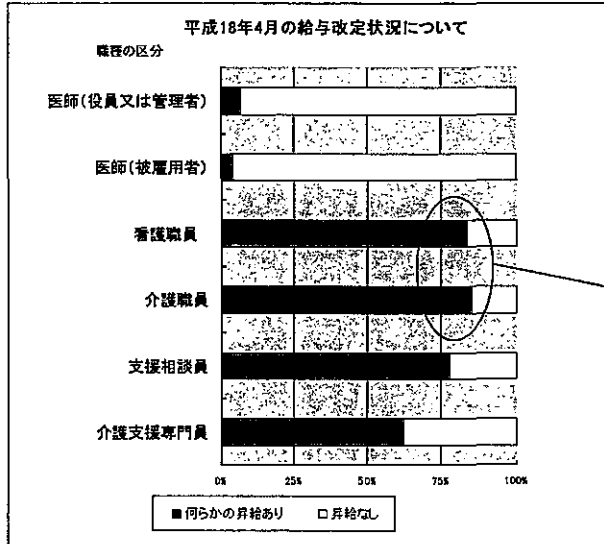 平成18年4月の給与改定状況について
職種の区分
医師(役員又は管理者)
医師(被雇用者)
看護職員
介護職員
支援相談員
介護支援専門員
0% 25% 50% 75% 100%
■何らかの昇給あり □昇給なし